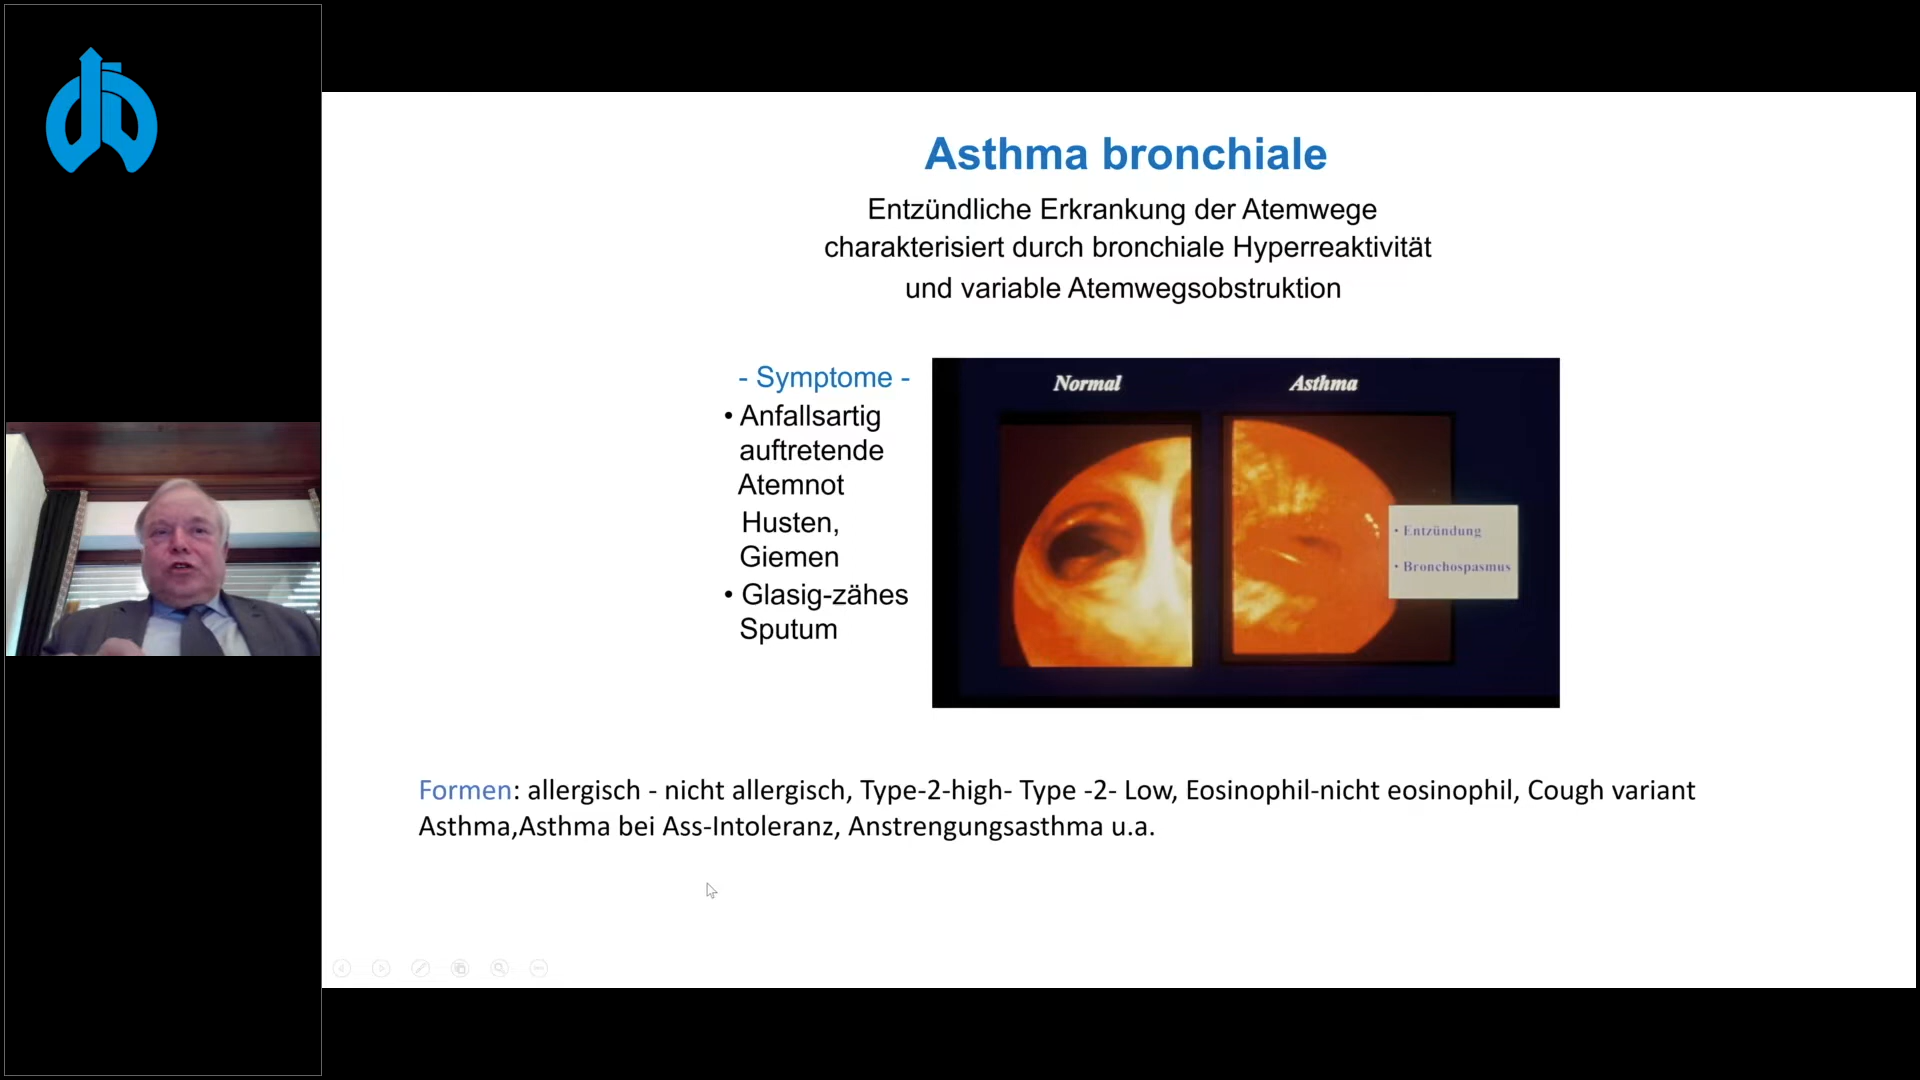 Asthma bronchiale
Entzündliche Erkrankung der Atemwege
charakterisiert durch bronchiale Hyperreaktivität
und variable Atemwegsobstruktion
- Symptome -
• Anfallsartig
auftretende
Atemnot
Husten,
Giemen
• Glasig-zähes
Sputum
Normal
Asthma
• Entzündung
• Bronchospasmus
Formen: allergisch - nicht allergisch, Type-2-high- Type -2- Low, Eosinophil-nicht eosinophil, Cough variant
Asthma,Asthma bei Ass-Intoleranz, Anstrengungsasthma u.a.